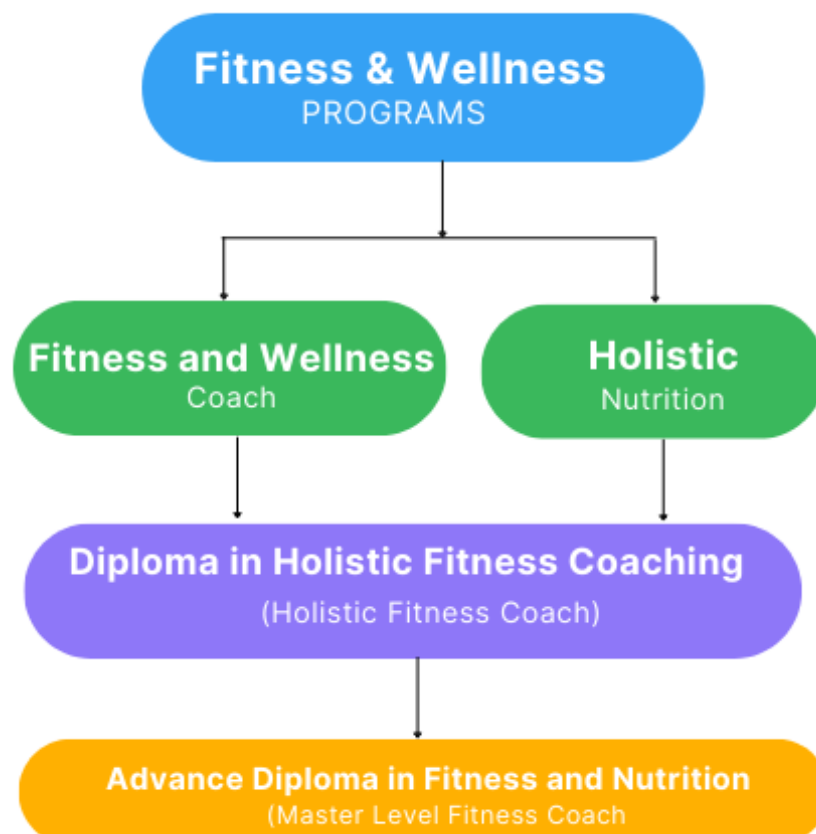 Fitness & Wellness
PROGRAMS
Fitness and Wellness
Coach
Holistic
Nutrition
Diploma in Holistic Fitness Coaching
(Holistic Fitness Coach)
Advance Diploma in Fitness and Nutrition
(Master Level Fitness Coach